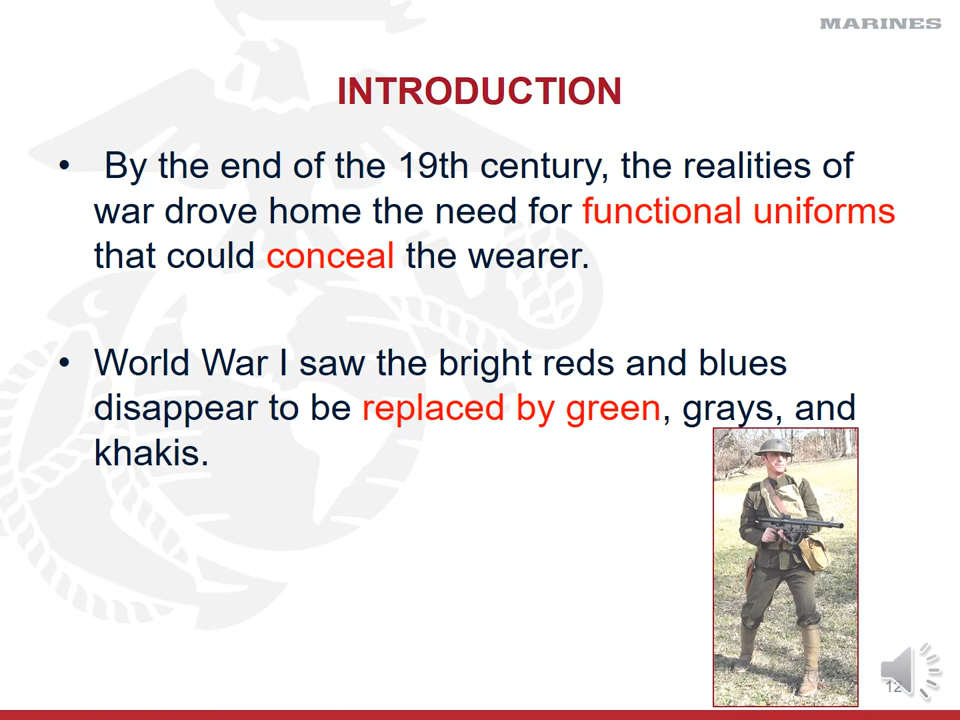 MARINES
INTRODUCTION
• By the end of the 19th century, the realities of
war drove home the need for functional uniforms
that could conceal the wearer.
• World War I saw the bright reds and blues
disappear to be replaced by green, grays, and
khakis.